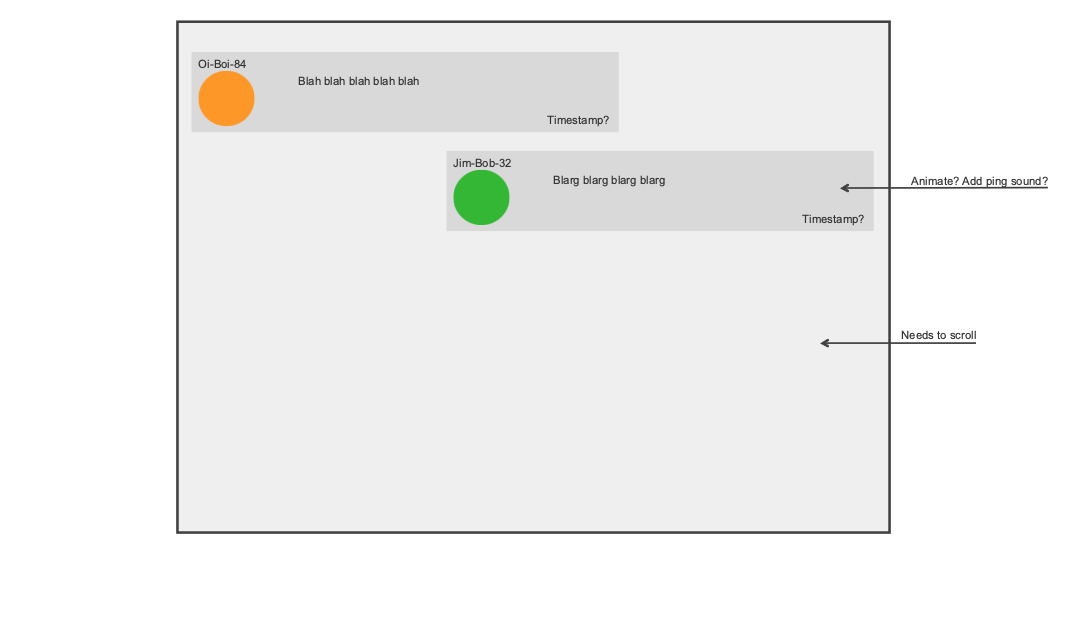 Oi-Boi-84
Blah blah blah blah blah
Timestamp?
Jim-Bob-32
Blarg blarg blarg blarg
Animate? Add ping sound?
Timestamp?
Needs to scroll